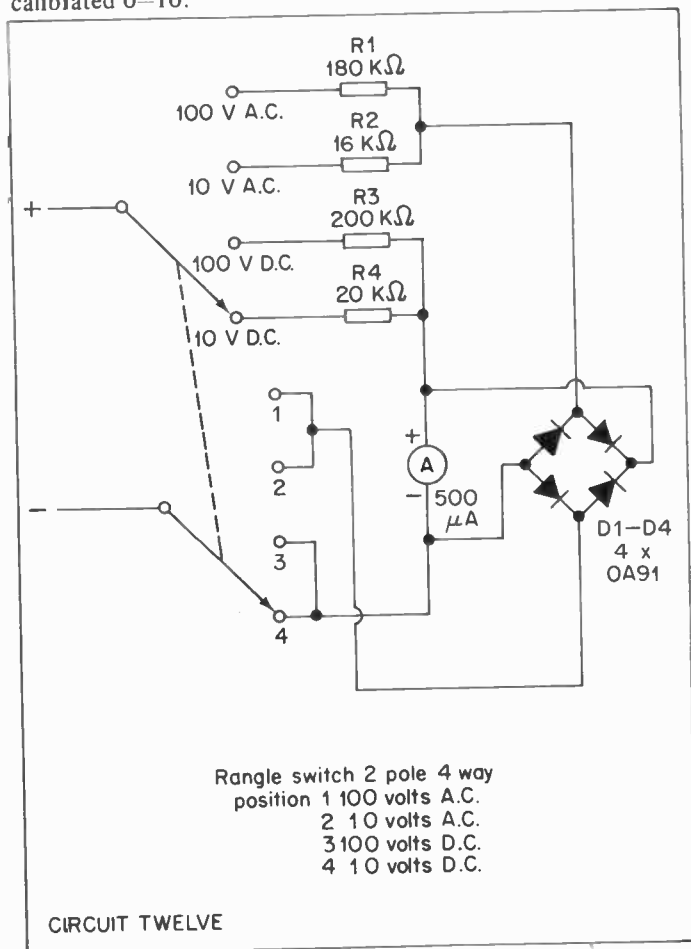 calibrated 0—10.
R1
180 KΩ
100 V A.C.
R2
16 KΩ
10 V A.C.
+
R3
200 KΩ
100 V D.C.
R4
20 KΩ
10 V D.C.
1
+
A
2
−
−
500
μA
3
D1—D4
4 x
OA91
4
Rangle switch 2 pole 4 way
position 1 100 volts A.C.
2 10 volts A.C.
3 100 volts D.C.
4 10 volts D.C.
CIRCUIT TWELVE